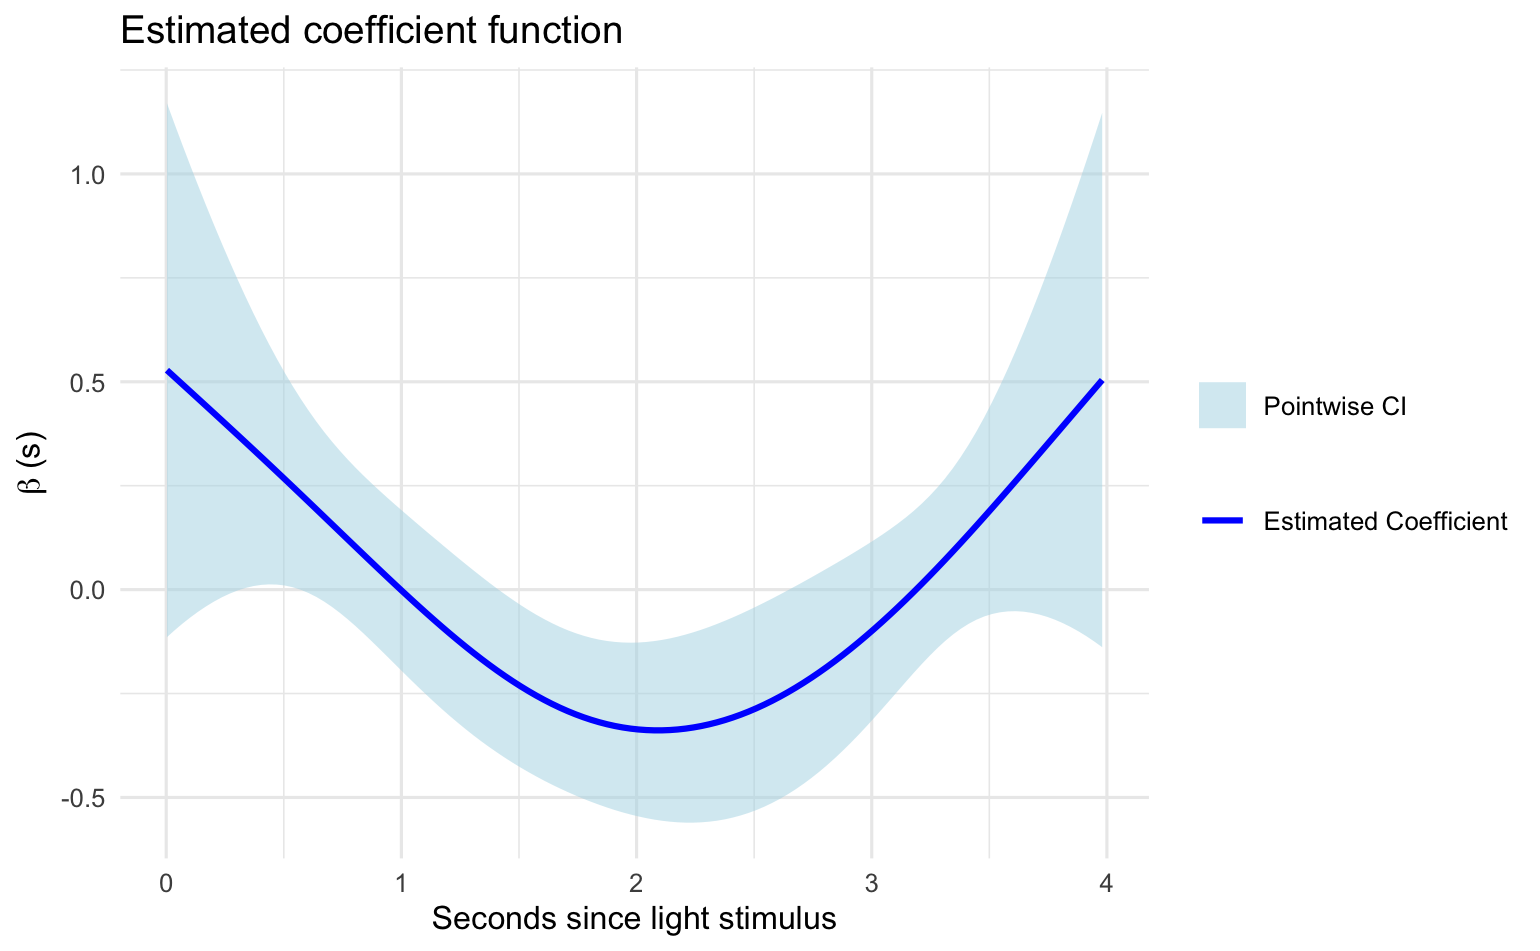 Estimated coefficient function
1.0
0.5
0.0
-0.5
β (s)
0 1 2 3 4
Seconds since light stimulus
Pointwise CI
Estimated Coefficient